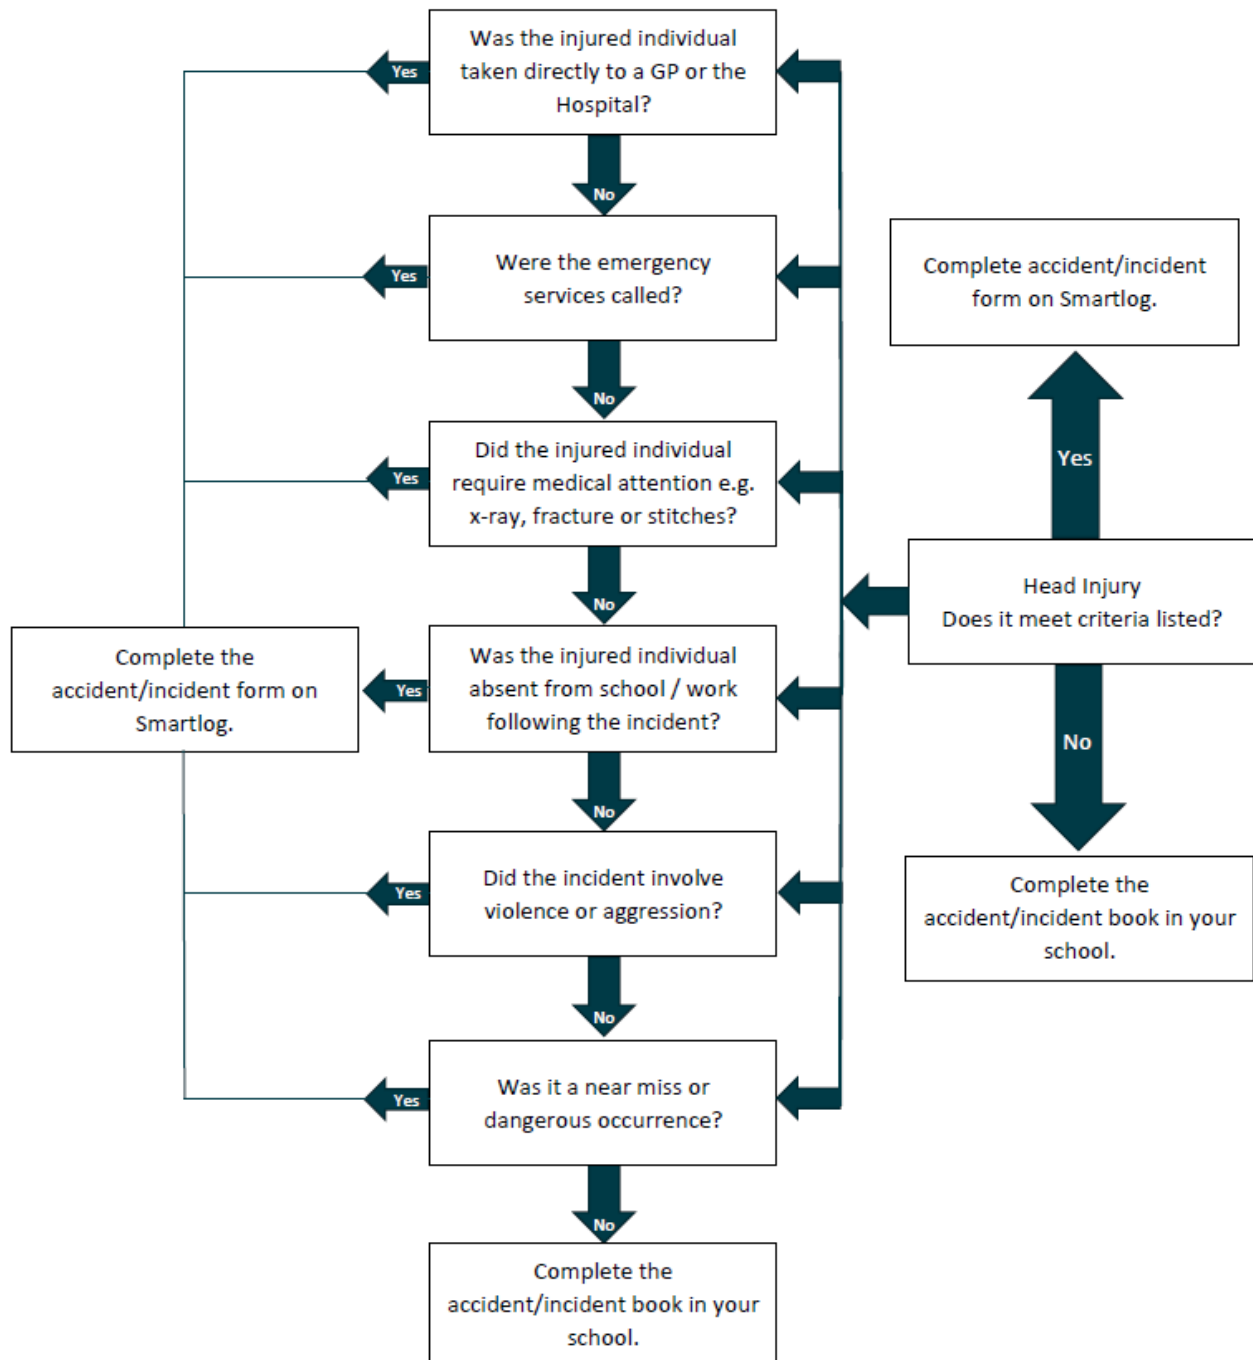 Was the injured individual
taken directly to a GP or the
Hospital?
Yes
No
Were the emergency
services called?
Yes
No
Did the injured individual
require medical attention e.g.
x-ray, fracture or stitches?
Yes
No
Was the injured individual
absent from school / work
following the incident?
Yes
No
Complete the
accident/incident form on
Smartlog.
Did the incident involve
violence or aggression?
Yes
No
Was it a near miss or
dangerous occurrence?
Yes
No
Complete the
accident/incident book in your
school.
Complete accident/incident
form on Smartlog.
Yes
Head Injury
Does it meet criteria listed?
No
Complete the
accident/incident book in your
school.